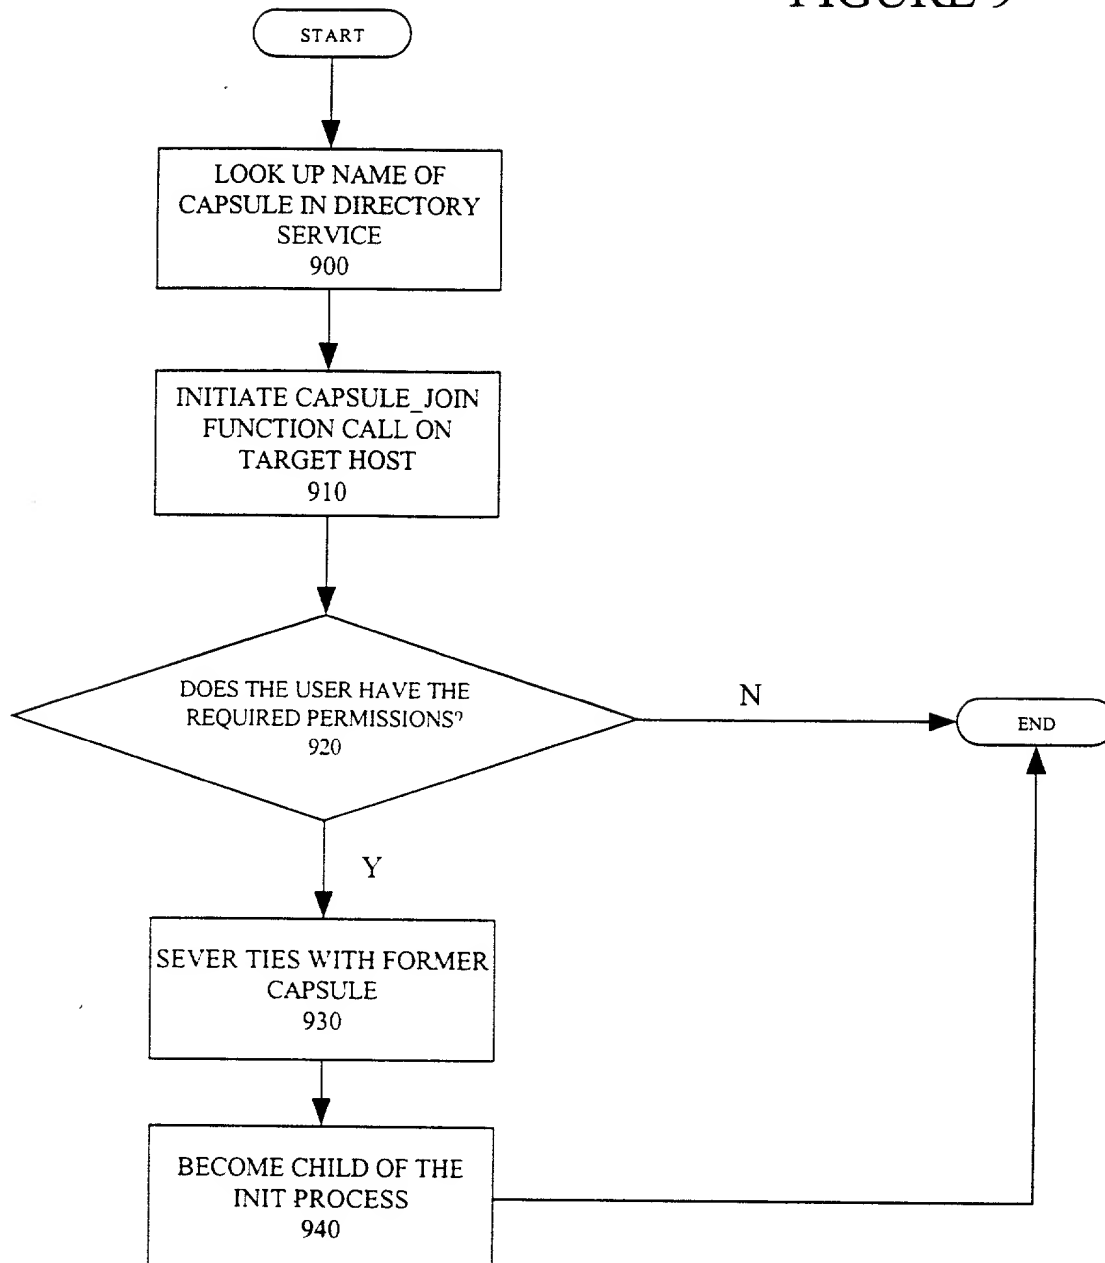 FIGURE 9
START
LOOK UP NAME OF
CAPSULE IN DIRECTORY
SERVICE
900
INITIATE CAPSULE_JOIN
FUNCTION CALL ON
TARGET HOST
910
DOES THE USER HAVE THE
REQUIRED PERMISSIONS?
920
N
END
Y
SEVER TIES WITH FORMER
CAPSULE
930
BECOME CHILD OF THE
INIT PROCESS
940